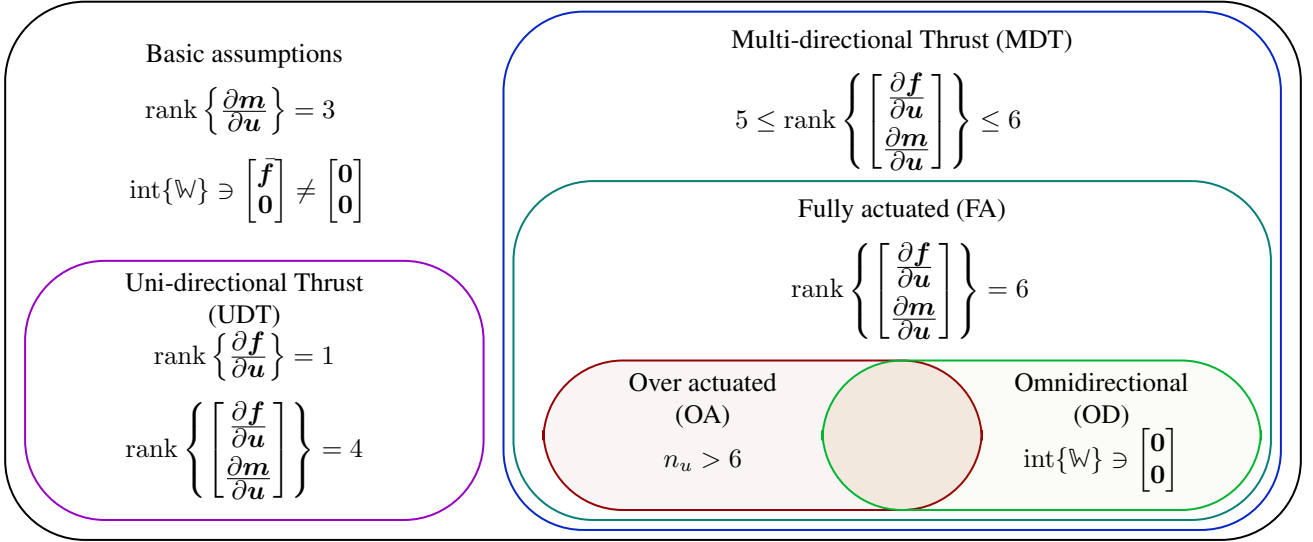 Basic assumptions
rank { ∂m/∂u } = 3
int{𝕎} ∋ [ f̄ 0 ] ≠ [ 0 0 ]
Uni-directional Thrust
(UDT)
rank { ∂f/∂u } = 1
rank { [ ∂f/∂u ∂m/∂u ] } = 4
Multi-directional Thrust (MDT)
5 ≤ rank { [ ∂f/∂u ∂m/∂u ] } ≤ 6
Fully actuated (FA)
rank { [ ∂f/∂u ∂m/∂u ] } = 6
Over actuated
(OA)
n_u > 6
Omnidirectional
(OD)
int{𝕎} ∋ [ 0 0 ]